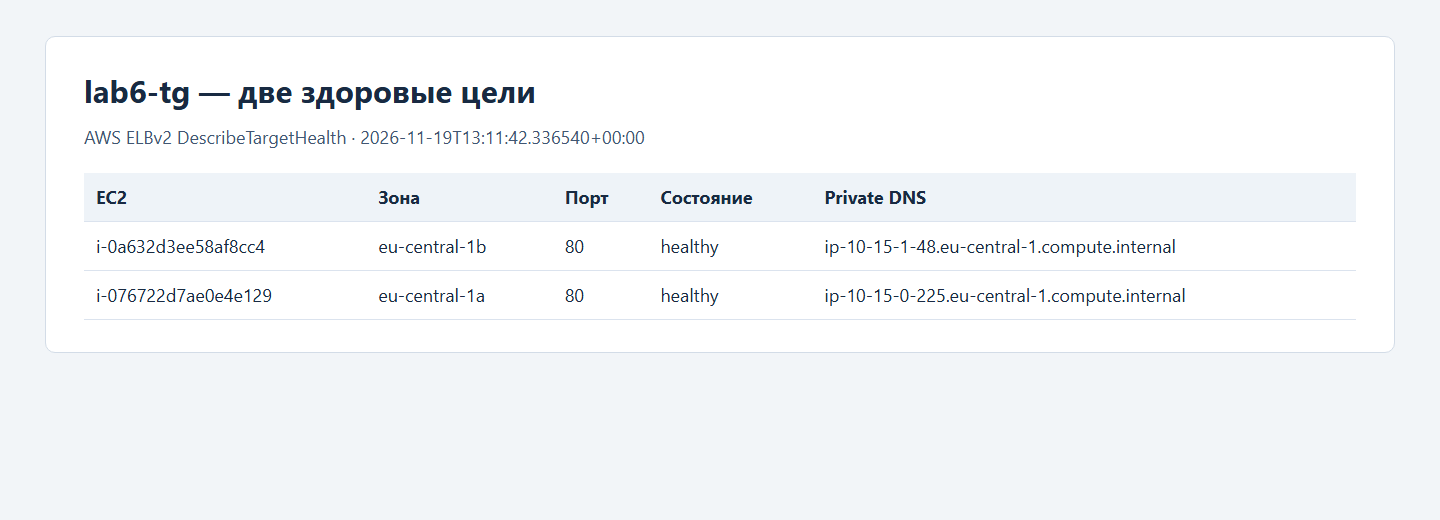 lab6-tg — две здоровые цели
AWS ELBv2 DescribeTargetHealth · 2026-11-19T13:11:42.336540+00:00
EC2 Зона Порт Состояние Private DNS
i-0a632d3ee58af8cc4 eu-central-1b 80 healthy ip-10-15-1-48.eu-central-1.compute.internal
i-076722d7ae0e4e129 eu-central-1a 80 healthy ip-10-15-0-225.eu-central-1.compute.internal